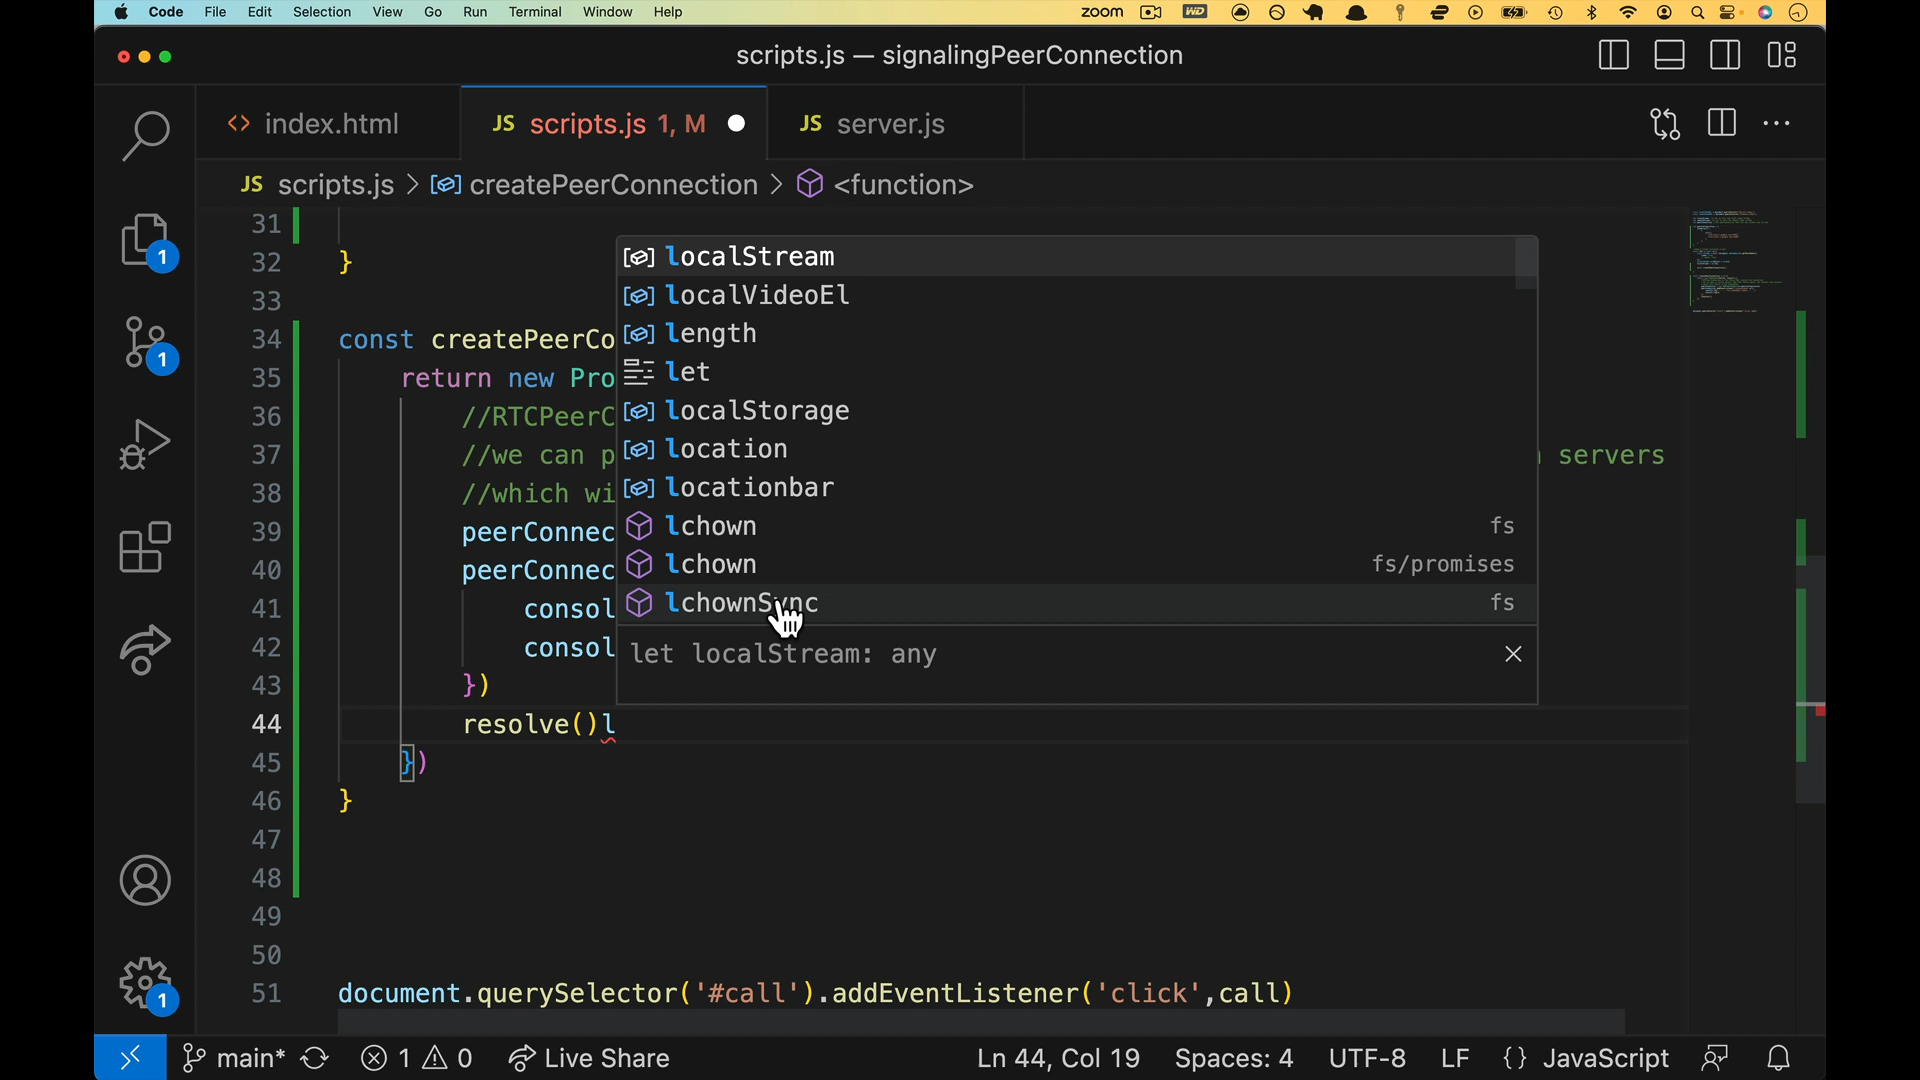 Code File Edit Selection View Go Run Terminal Window Help zoom WD
scripts.js — signalingPeerConnection
index.html
JS scripts.js 1, M
JS server.js
JS scripts.js > createPeerConnection > <function>
31
32 }
33
34 const createPeerCo
35 return new Pro
36 //RTCPeerC
37 //we can p servers
38 //which wi
39 peerConnec
40 peerConnec
41 consol
42 consol
43 })
44 resolve()l
45 })
46 }
47
48
49
50
51 document.querySelector('#call').addEventListener('click',call)
localStream
localVideoEl
length
let
localStorage
location
locationbar
lchown fs
lchown fs/promises
lchownSync fs
let localStream: any
1
1
1
main* 1 0 Live Share Ln 44, Col 19 Spaces: 4 UTF-8 LF {} JavaScript